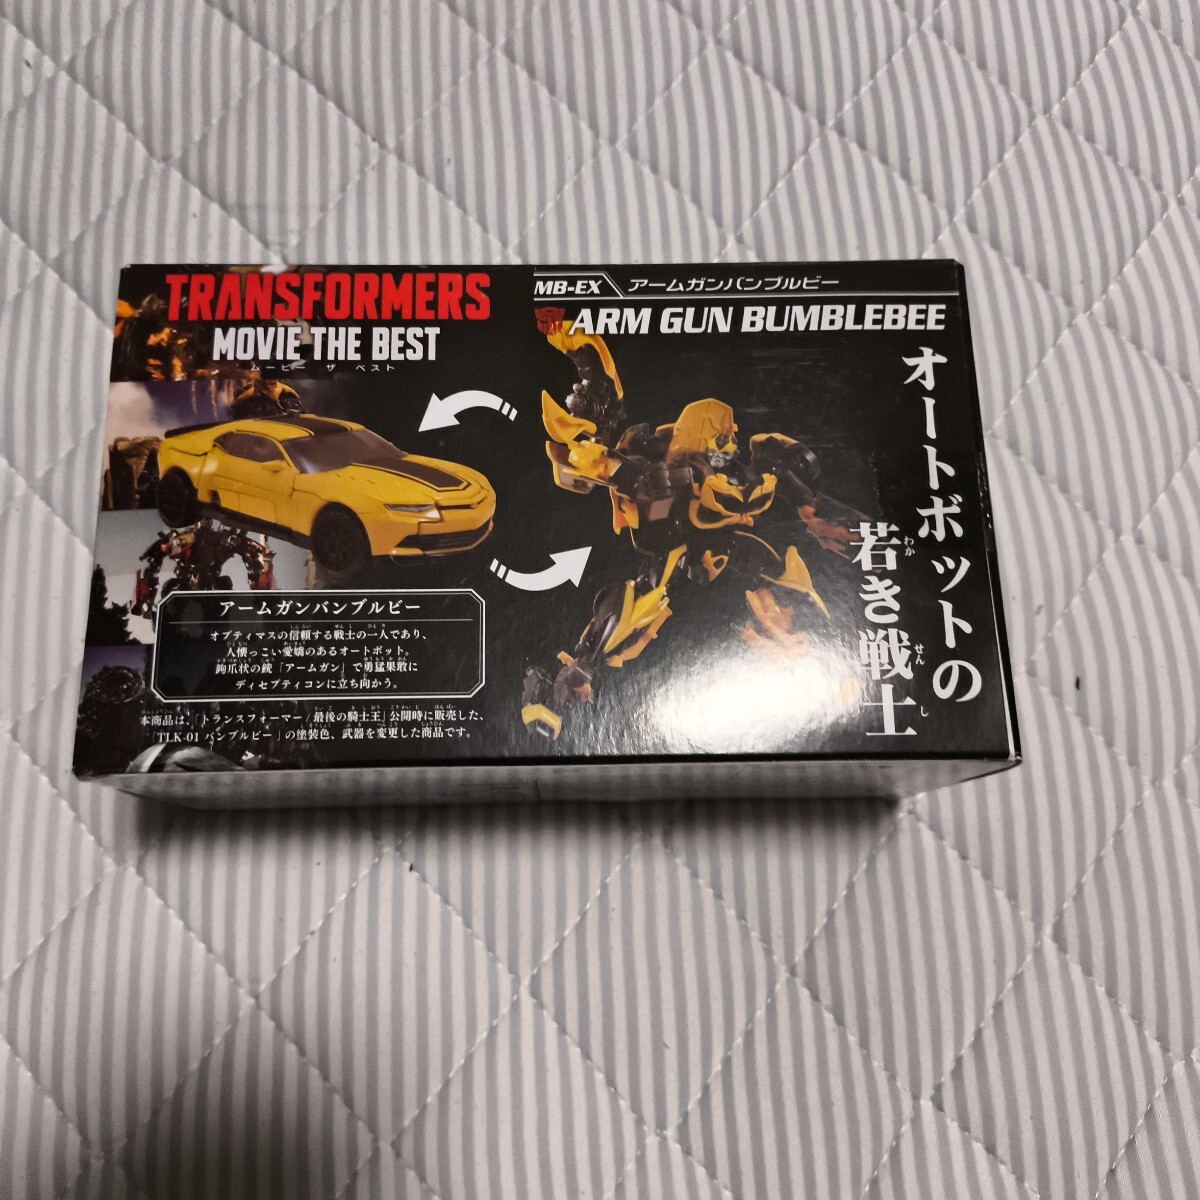 TRANSFORMERS
MOVIE THE BEST
ムービー ザ ベスト
MB-EX アームガンバンブルビー
ARM GUN BUMBLEBEE
オートボットの
若き戦士
わか
せんし
アームガンバンブルビー
オプティマスの信頼する戦士の一人であり、
人懐っこい愛嬌のあるオートボット。
鉤爪状の銃「アームガン」で勇猛果敢に
ディセプティコンに立ち向かう。
本商品は、「トランスフォーマー/最後の騎士王」公開時に販売した、
「TLK-01 バンブルビー」の塗装色、武器を変更した商品です。